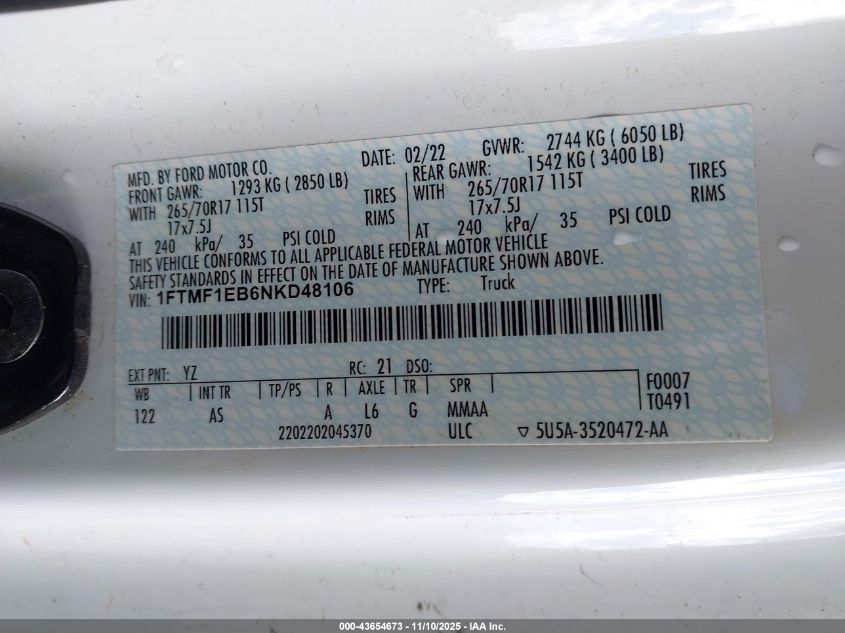 MFD. BY FORD MOTOR CO. DATE: 02/22 GVWR: 2744 KG ( 6050 LB)
FRONT GAWR: 1293 KG ( 2850 LB) REAR GAWR: 1542 KG ( 3400 LB)
WITH 265/70R17 115T TIRES WITH 265/70R17 115T TIRES
17x7.5J RIMS 17x7.5J RIMS
AT 240 kPa/ 35 PSI COLD AT 240 kPa/ 35 PSI COLD
THIS VEHICLE CONFORMS TO ALL APPLICABLE FEDERAL MOTOR VEHICLE
SAFETY STANDARDS IN EFFECT ON THE DATE OF MANUFACTURE SHOWN ABOVE.
VIN: 1FTMF1EB6NKD48106 TYPE: Truck
EXT PNT: YZ RC: 21 DSO:
WB INT TR TP/PS R AXLE TR SPR F0007
122 AS A L6 G MMAA T0491
2202202045370 ULC ▽ 5U5A-3520472-AA
000-43654673 - 11/10/2025 - IAA Inc.